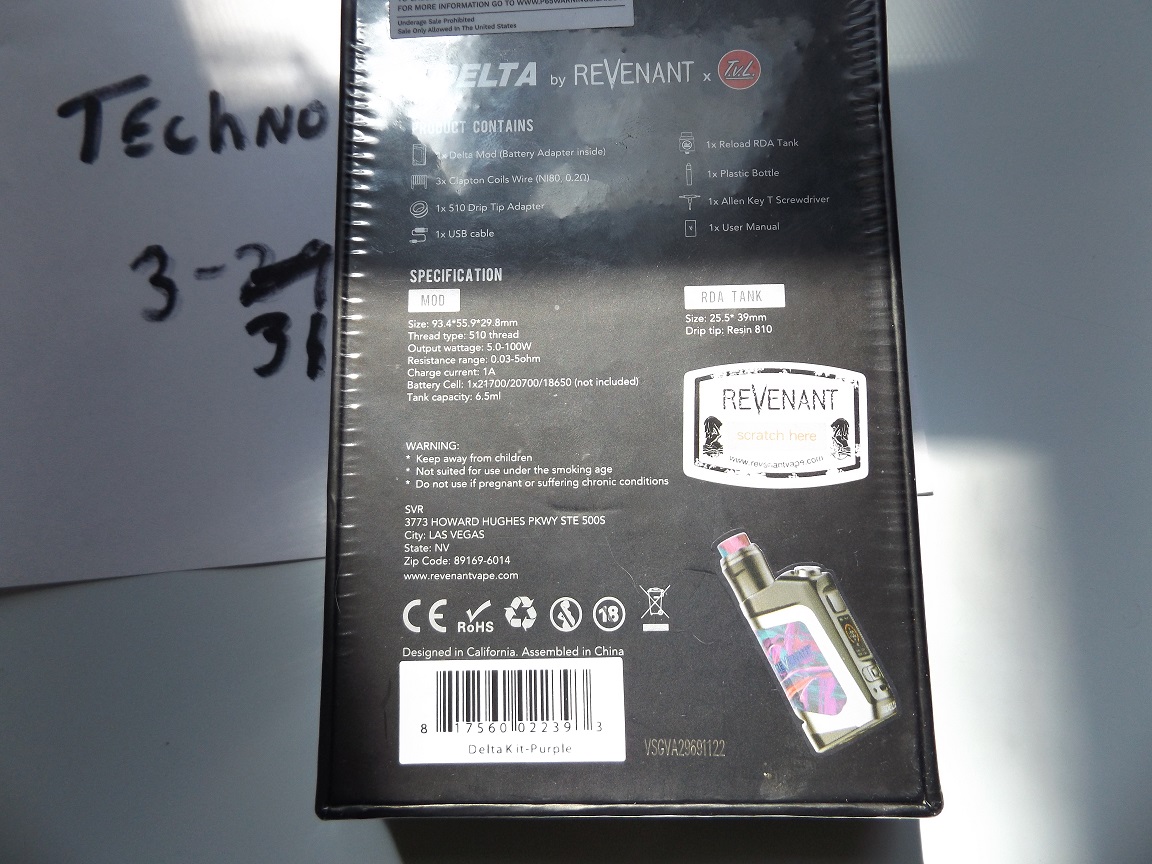 FOR MORE INFORMATION GO TO
Underage Sale Prohibited
Sale Only Allowed In The United States
DELTA by REVENANT x T.V.L.
PRODUCT CONTAINS
1x Delta Mod (Battery Adapter inside)
3x Clapton Coils Wire (NI80, 0.2Ω)
1x 510 Drip Tip Adapter
1x USB cable
1x Reload RDA Tank
1x Plastic Bottle
1x Allen Key T Screwdriver
1x User Manual
SPECIFICATION
MOD
Size: 93.4*55.9*29.8mm
Thread type: 510 thread
Output wattage: 5.0-100W
Resistance range: 0.03-5ohm
Charge current: 1A
Battery Cell: 1x21700/20700/18650 (not included)
Tank capacity: 6.5ml
RDA TANK
Size: 25.5* 39mm
Drip tip: Resin 810
REVENANT
scratch here
www.revenantvape.com
WARNING:
* Keep away from children
* Not suited for use under the smoking age
* Do not use if pregnant or suffering chronic conditions
SVR
3773 HOWARD HUGHES PKWY STE 500S
City: LAS VEGAS
State: NV
Zip Code: 89169-6014
www.revenantvape.com
CE
RoHS
18
Designed in California. Assembled in China
8 17560 02239 3
DeltaKit-Purple
VSGVA29691122
TEchNO
3-
31